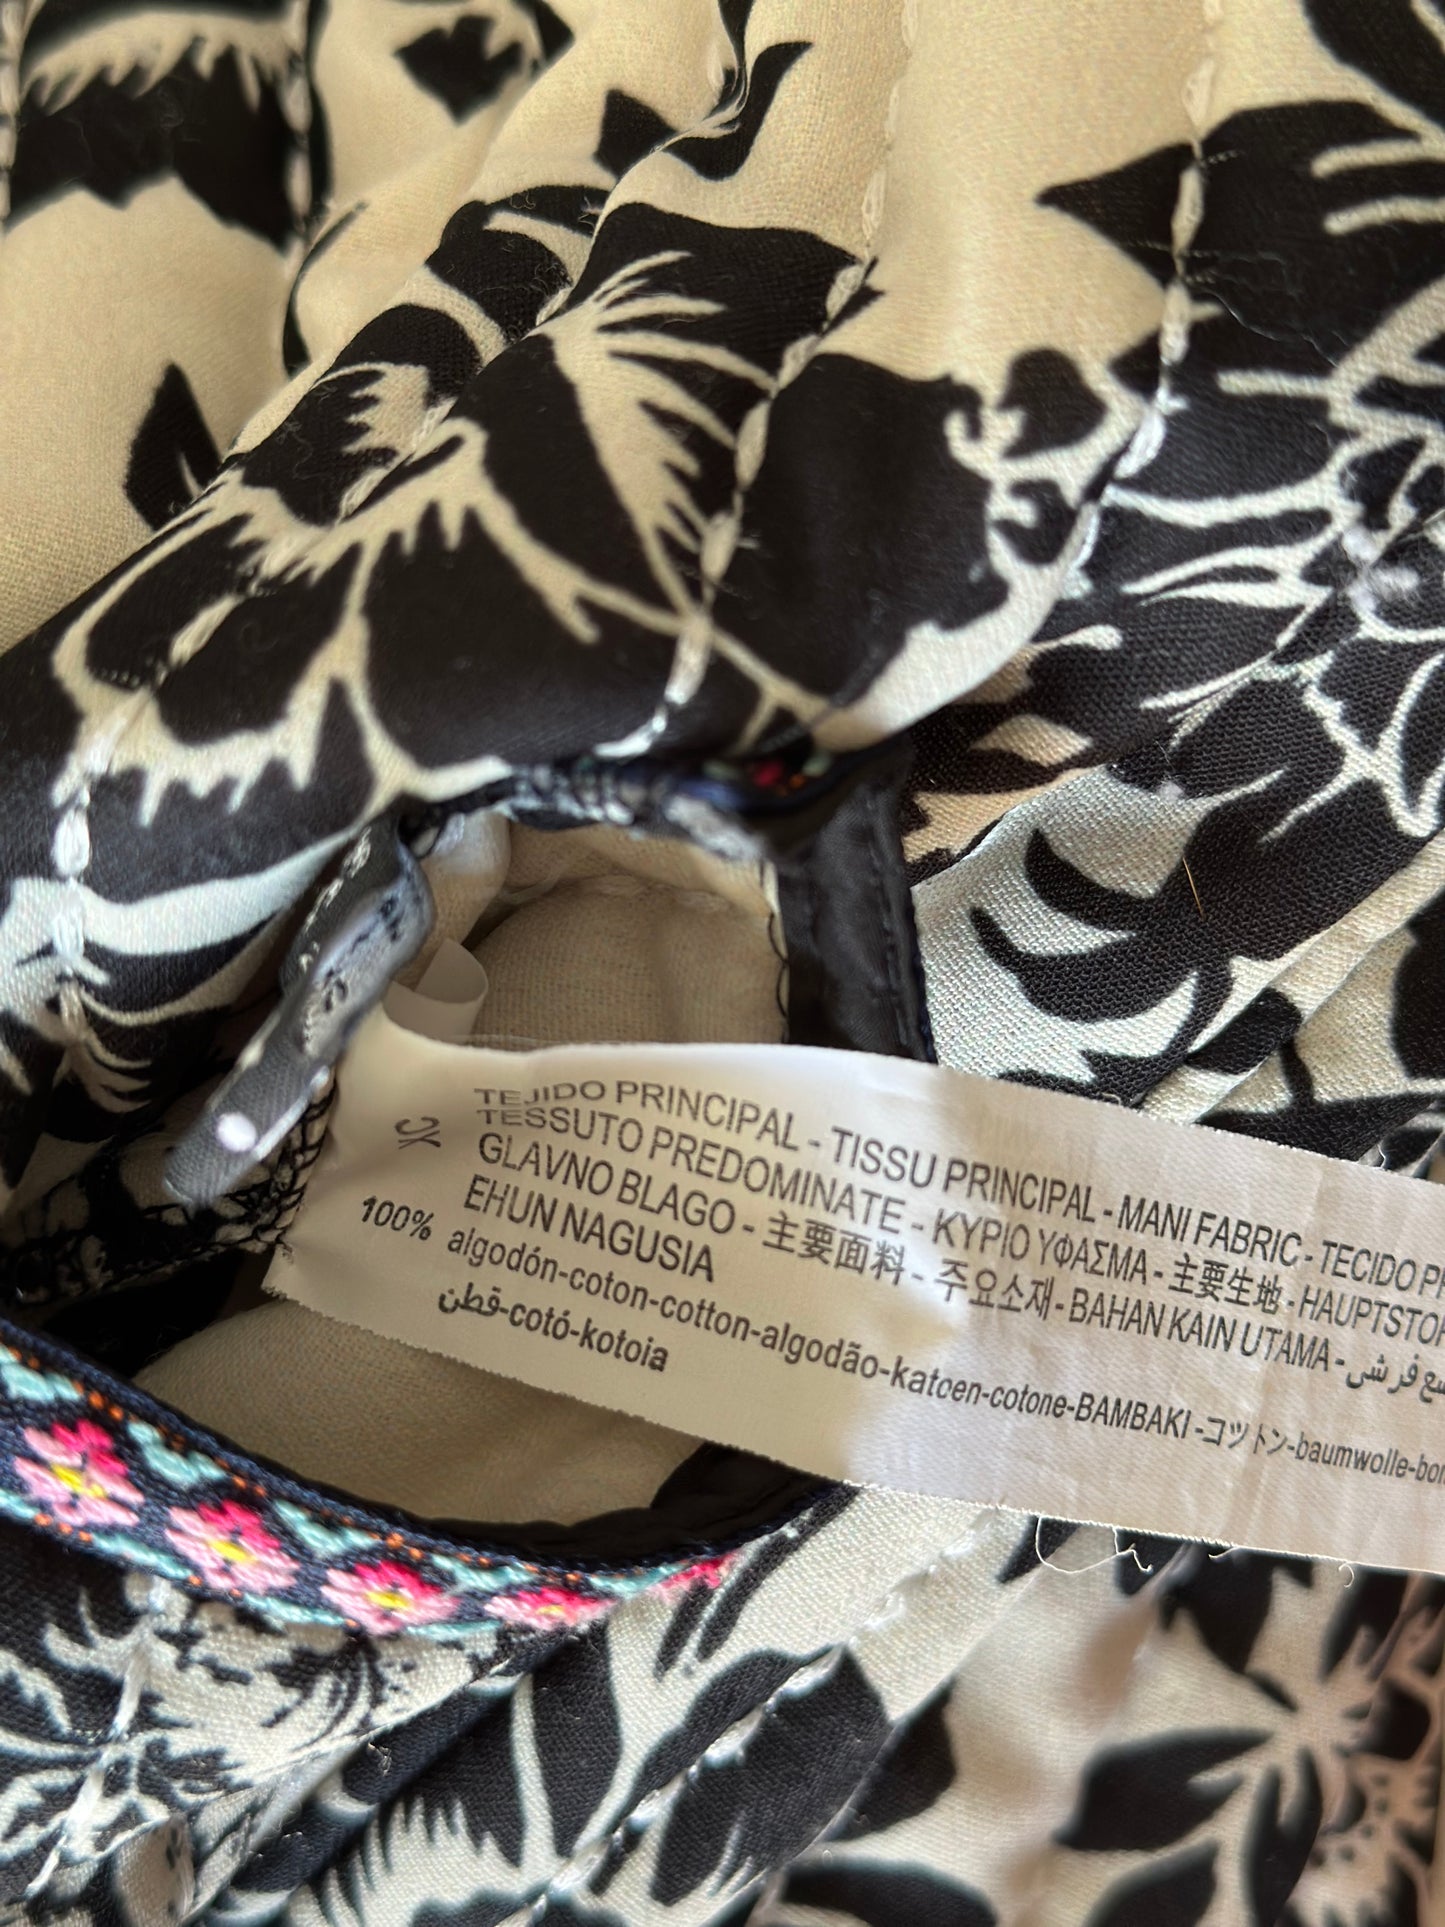 TEJIDO PRINCIPAL - TISSU PRINCIPAL - MANI FABRIC - TECIDO
TESSUTO PREDOMINATE - ΚΥΡΙΟ ΥΦΑΣΜΑ - 主要生地 - HAUPTSTOF
GLAVNO BLAGO - 主要面料 - 주요소재 - BAHAN KAIN UTAMA -
EHUN NAGUSIA
100% algodón-coton-cotton-algodão-katoen-cotone-BAMBAKI-コットン-baumwolle-
قطن-cotó-kotoia